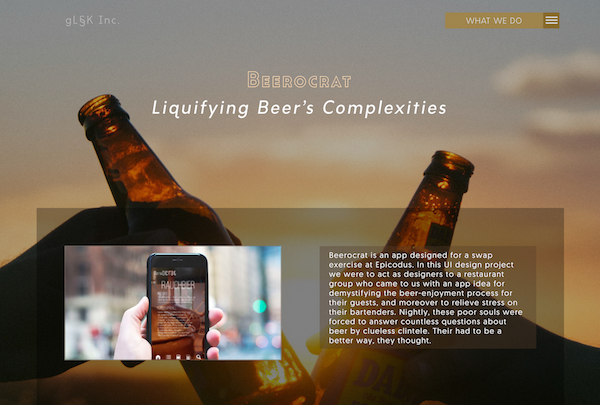 gL§K Inc.
WHAT WE DO
Beerocrat
Liquifying Beer's Complexities
RAUCHBIER
Beerocrat is an app designed for a swap
exercise at Epicodus. In this UI design project
we were to act as designers to a restaurant
group who came to us with an app idea for
demystifying the beer-enjoyment process for
their guests, and moreover to relieve stress on
their bartenders. Nightly, these poor souls were
forced to answer countless questions about
beer by clueless clintele. Their had to be a
better way, they thought.